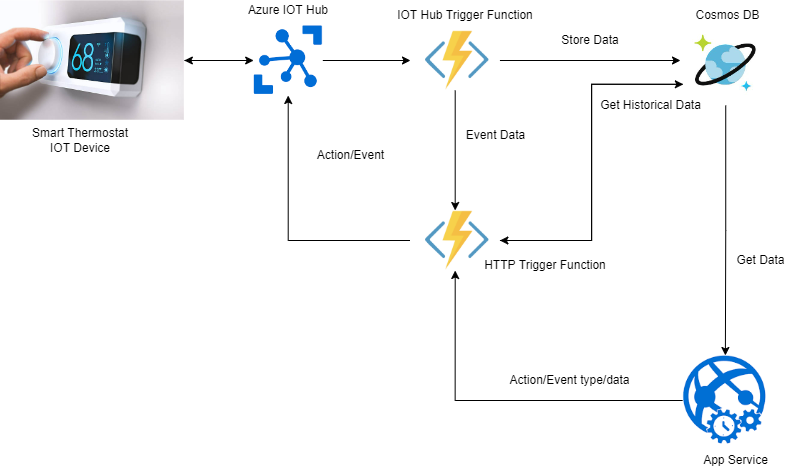 Azure IOT Hub
IOT Hub Trigger Function
Cosmos DB
Store Data
68
Get Historical Data
Smart Thermostat
IOT Device
Event Data
Action/Event
HTTP Trigger Function
Get Data
Action/Event type/data
App Service